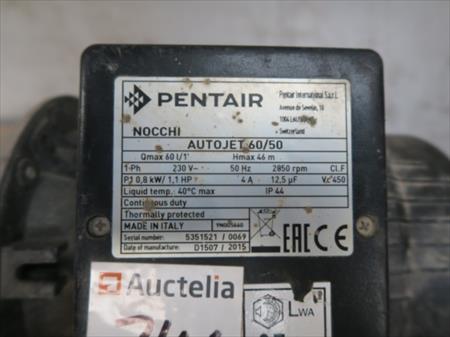 PENTAIR
Pentair International S.a.r.l.
Avenue de Sevelin, 18
1004
Switzerland
NOCCHI
AUTOJET 60/50
Qmax 60 l/1' Hmax 46 m
1-Ph 230 V~ 50 Hz 2850 rpm CLF
P1 0,8 kW/ 1,1 HP 4 A 12,5 µF Vc 450
Liquid temp. 40°C max IP 44
Continuous duty
Thermally protected
MADE IN ITALY
Serial number: 5351521 / 0069
Date of manufacture: D1507 / 2015
EAC CE
Auctelia
LWA